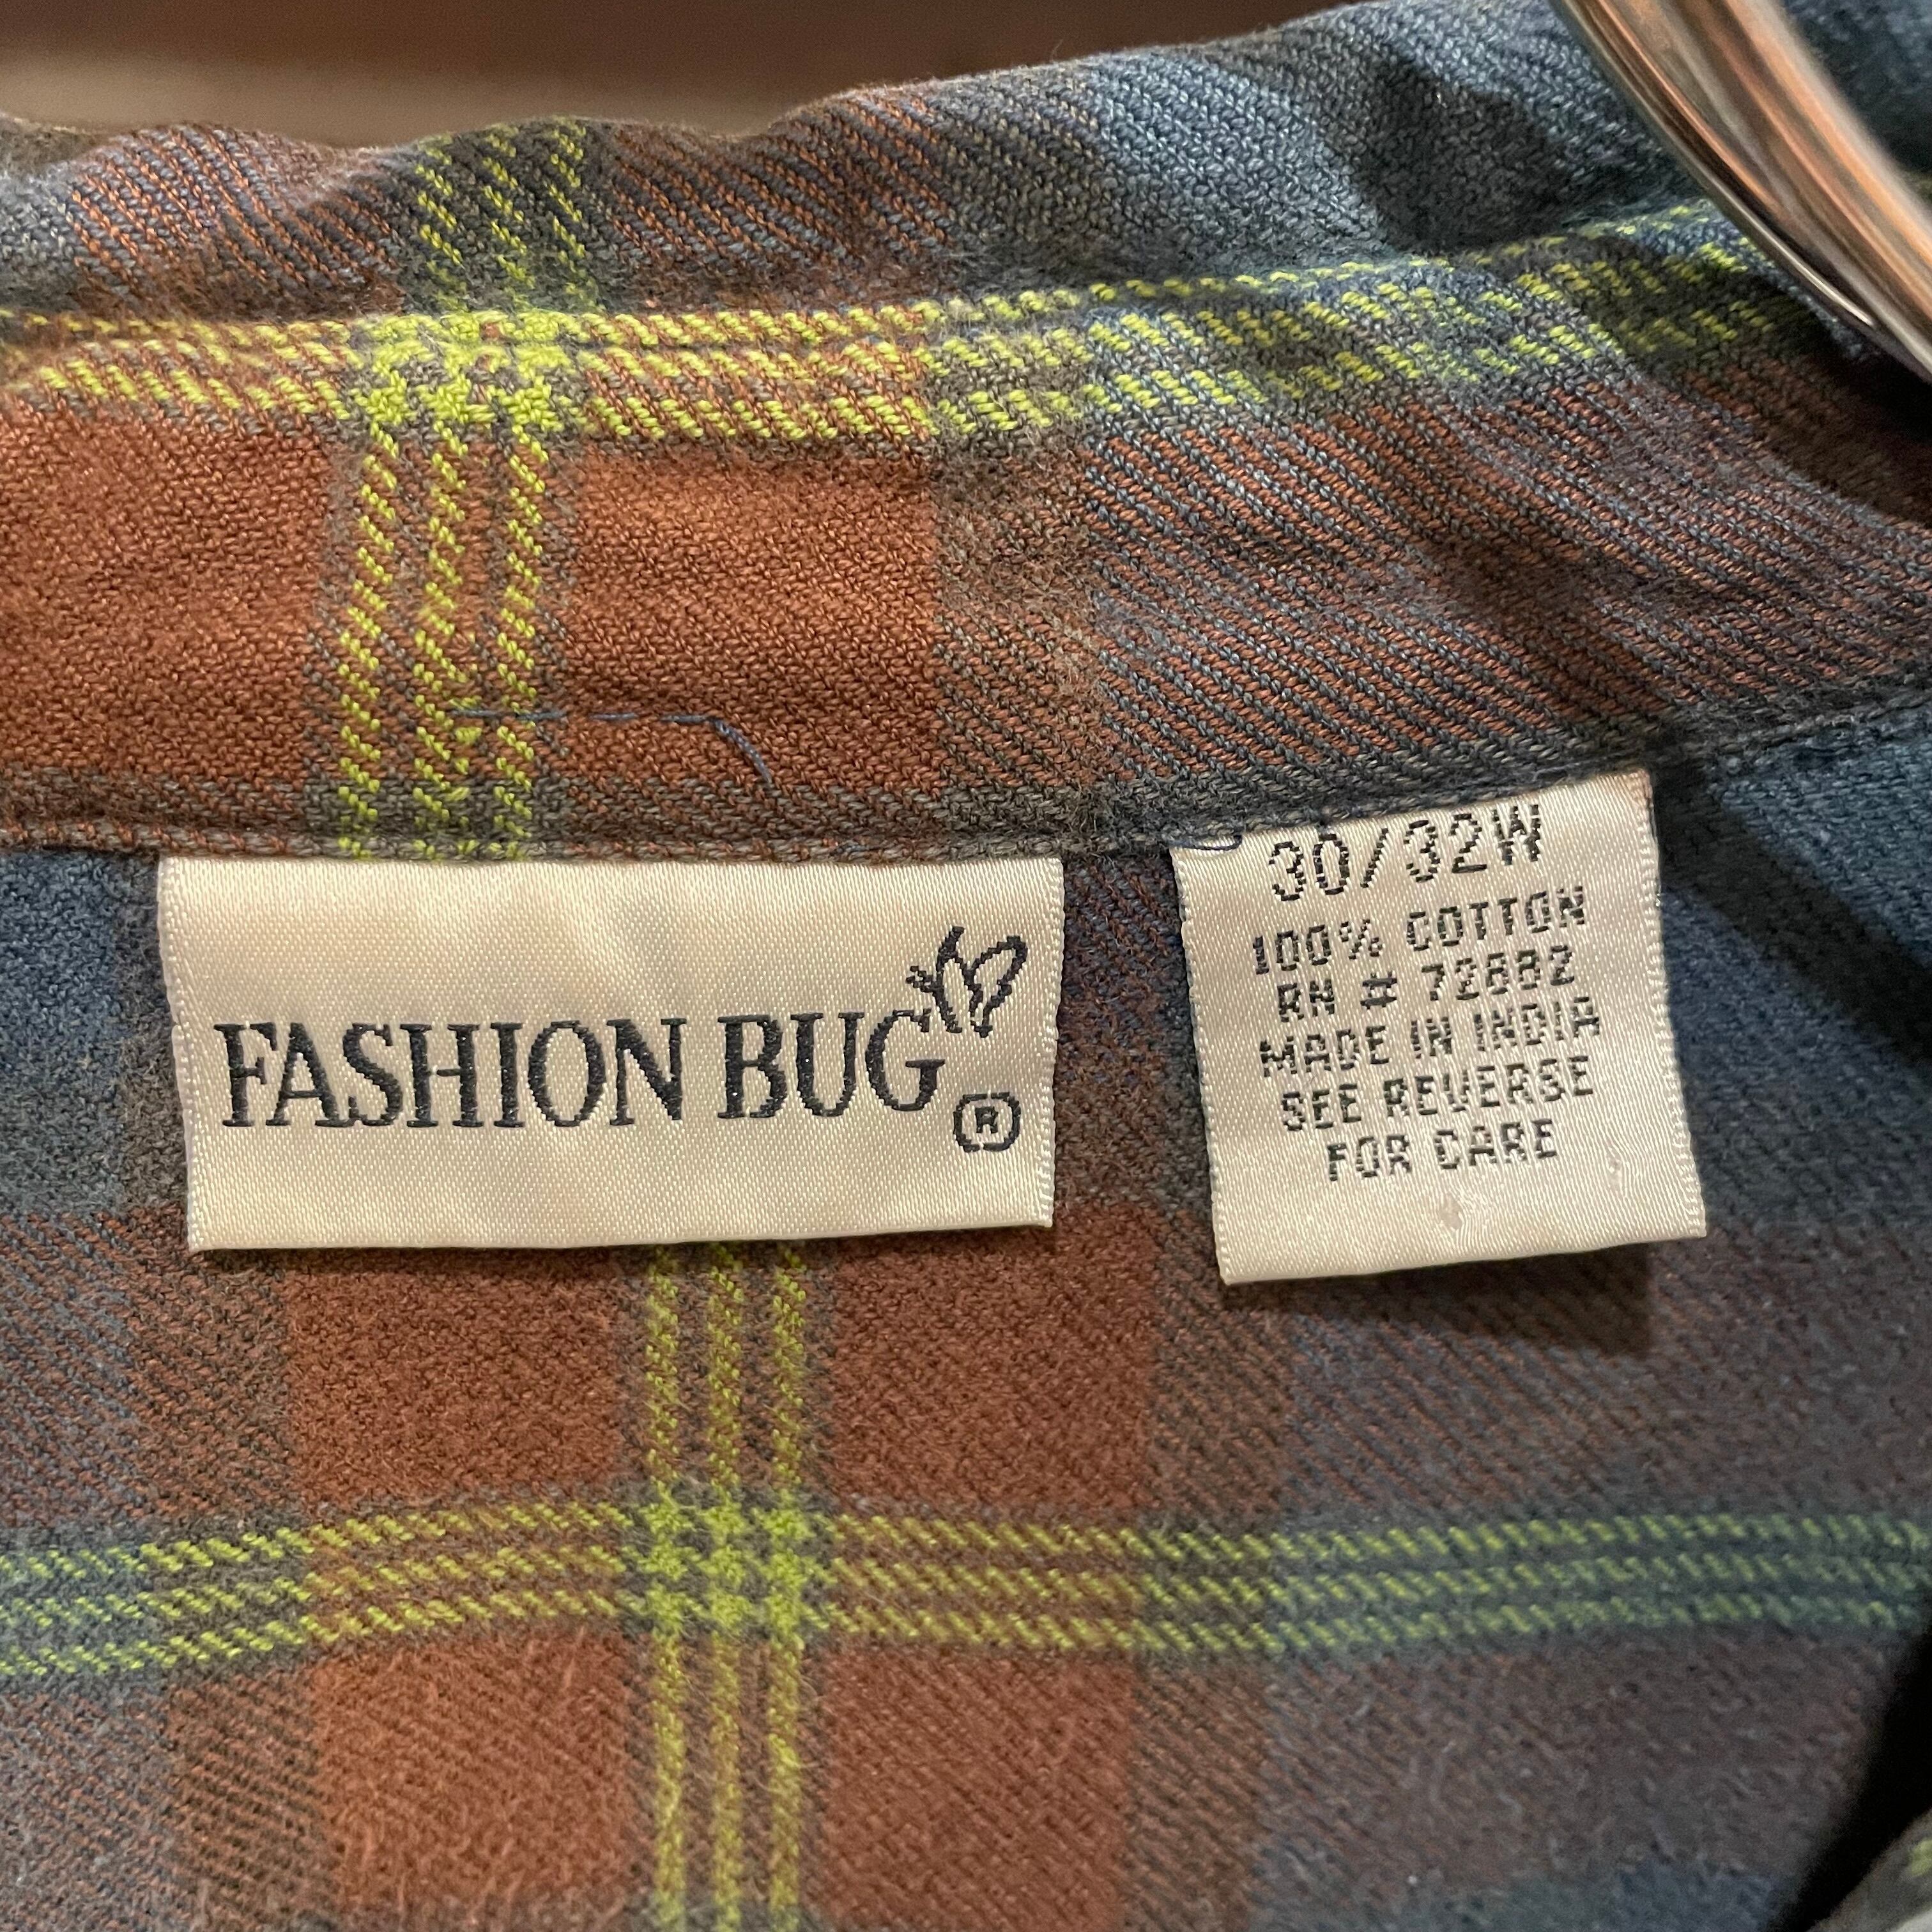 FASHION BUG
®
30/32W
100% COTTON
RN # 72882
MADE IN INDIA
SEE REVERSE
FOR CARE